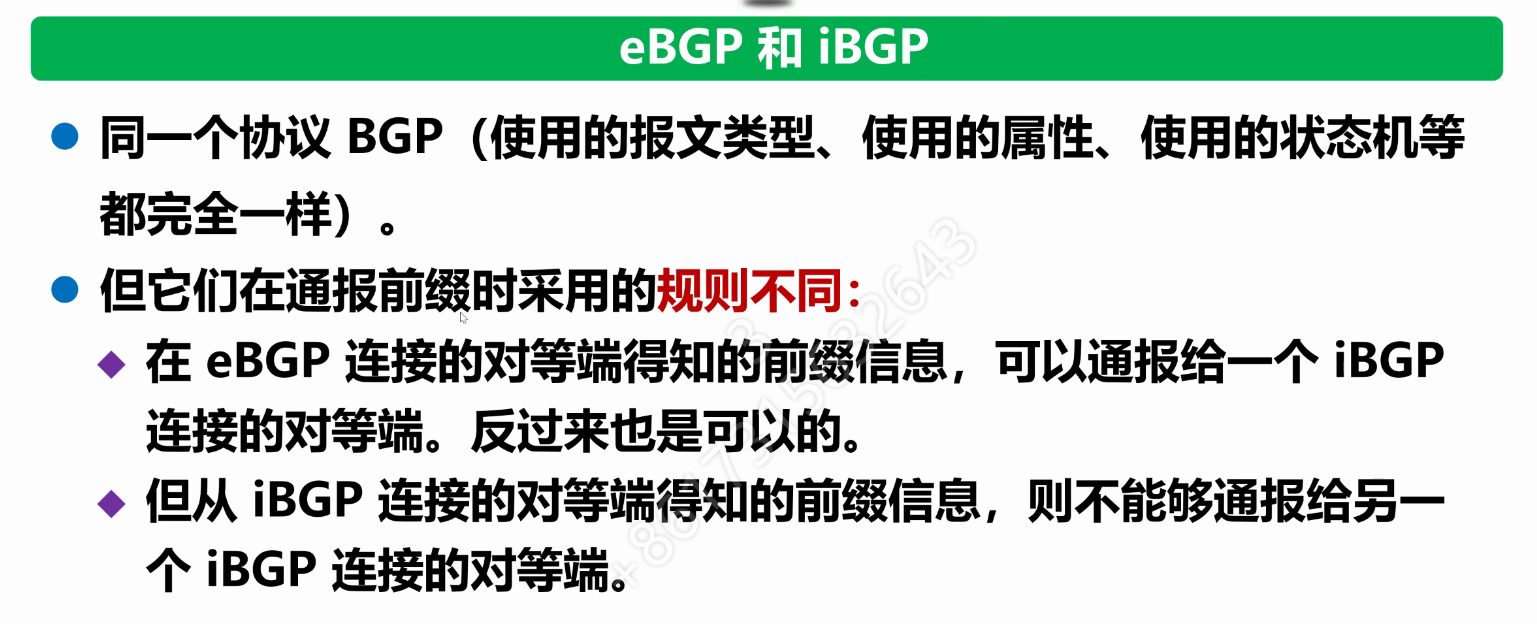 eBGP 和 iBGP
同一个协议 BGP（使用的报文类型、使用的属性、使用的状态机等
都完全一样）。
但它们在通报前缀时采用的规则不同：
在 eBGP 连接的对等端得知的前缀信息，可以通报给一个 iBGP
连接的对等端。反过来也是可以的。
但从 iBGP 连接的对等端得知的前缀信息，则不能够通报给另一
个 iBGP 连接的对等端。